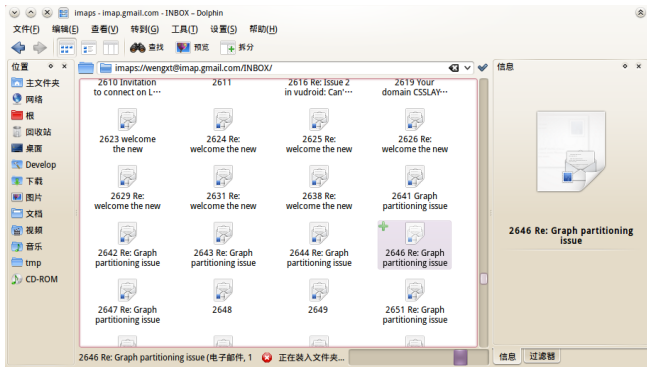 imaps - imap.gmail.com - INBOX – Dolphin
文件(F) 编辑(E) 查看(V) 转到(G) 工具(T) 设置(S) 帮助(H)
查找 预览 拆分
位置
imaps://wengxt@imap.gmail.com/INBOX/
信息
主文件夹
网络
根
回收站
桌面
Develop
下载
图片
文档
视频
音乐
tmp
CD-ROM
2610 Invitation
to connect on L…
2611
2616 Re: Issue 2
in vudroid: Can'…
2619 Your
domain CSSLAY…
2623 welcome
the new
2624 Re:
welcome the new
2625 Re:
welcome the new
2626 Re:
welcome the new
2629 Re:
welcome the new
2631 Re:
welcome the new
2638 Re:
welcome the new
2641 Graph
partitioning issue
2642 Re: Graph
partitioning issue
2643 Re: Graph
partitioning issue
2644 Re: Graph
partitioning issue
2646 Re: Graph
partitioning issue
2647 Re: Graph
partitioning issue
2648
2649
2651 Re: Graph
partitioning issue
2646 Re: Graph partitioning
issue
2646 Re: Graph partitioning issue (电子邮件, 1
正在装入文件夹...
信息 过滤器